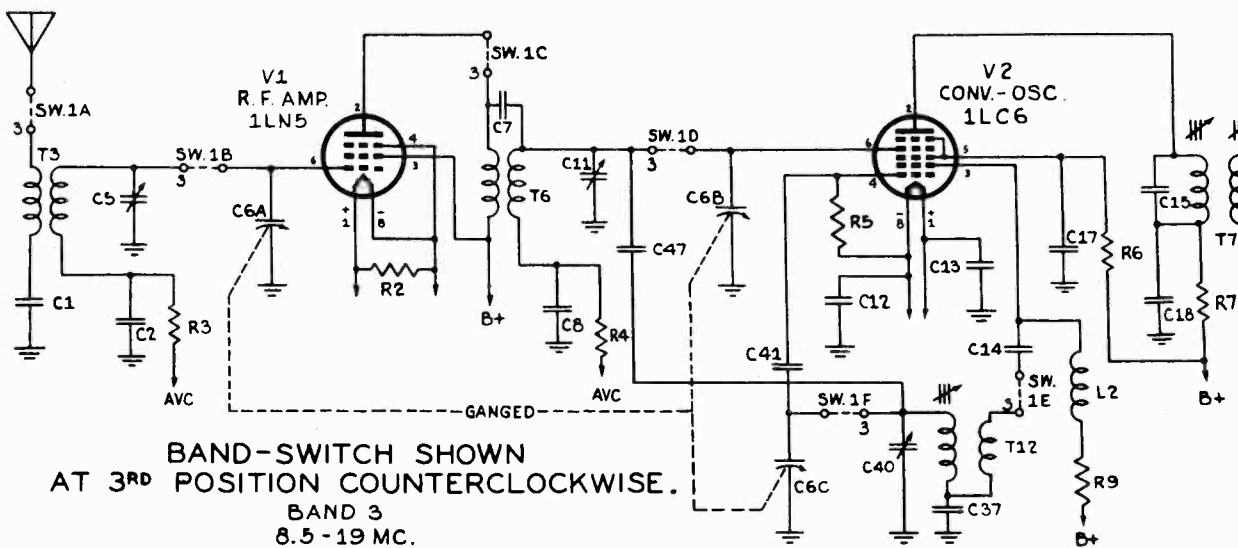 SW.1A
3
T3
C5
C1
C2
R3
AVC
SW.1B
3
C6A
V1
R.F. AMP.
1LN5
2
4
3
6
+
1
-
8
R2
SW.1C
3
C7
T6
B+
C11
C8
R4
AVC
SW.1D
3
C47
C6B
V2
CONV.-OSC.
1LC6
2
6
5
3
4
-
8
+
1
R5
C12
C13
C17
R6
C15
T7
C18
R7
B+
C41
SW.1F
3
C40
C6C
C14
SW.
1E
3
T12
C37
L2
R9
B+
GANGED
BAND-SWITCH SHOWN
AT 3RD POSITION COUNTERCLOCKWISE.
BAND 3
8.5-19 MC.